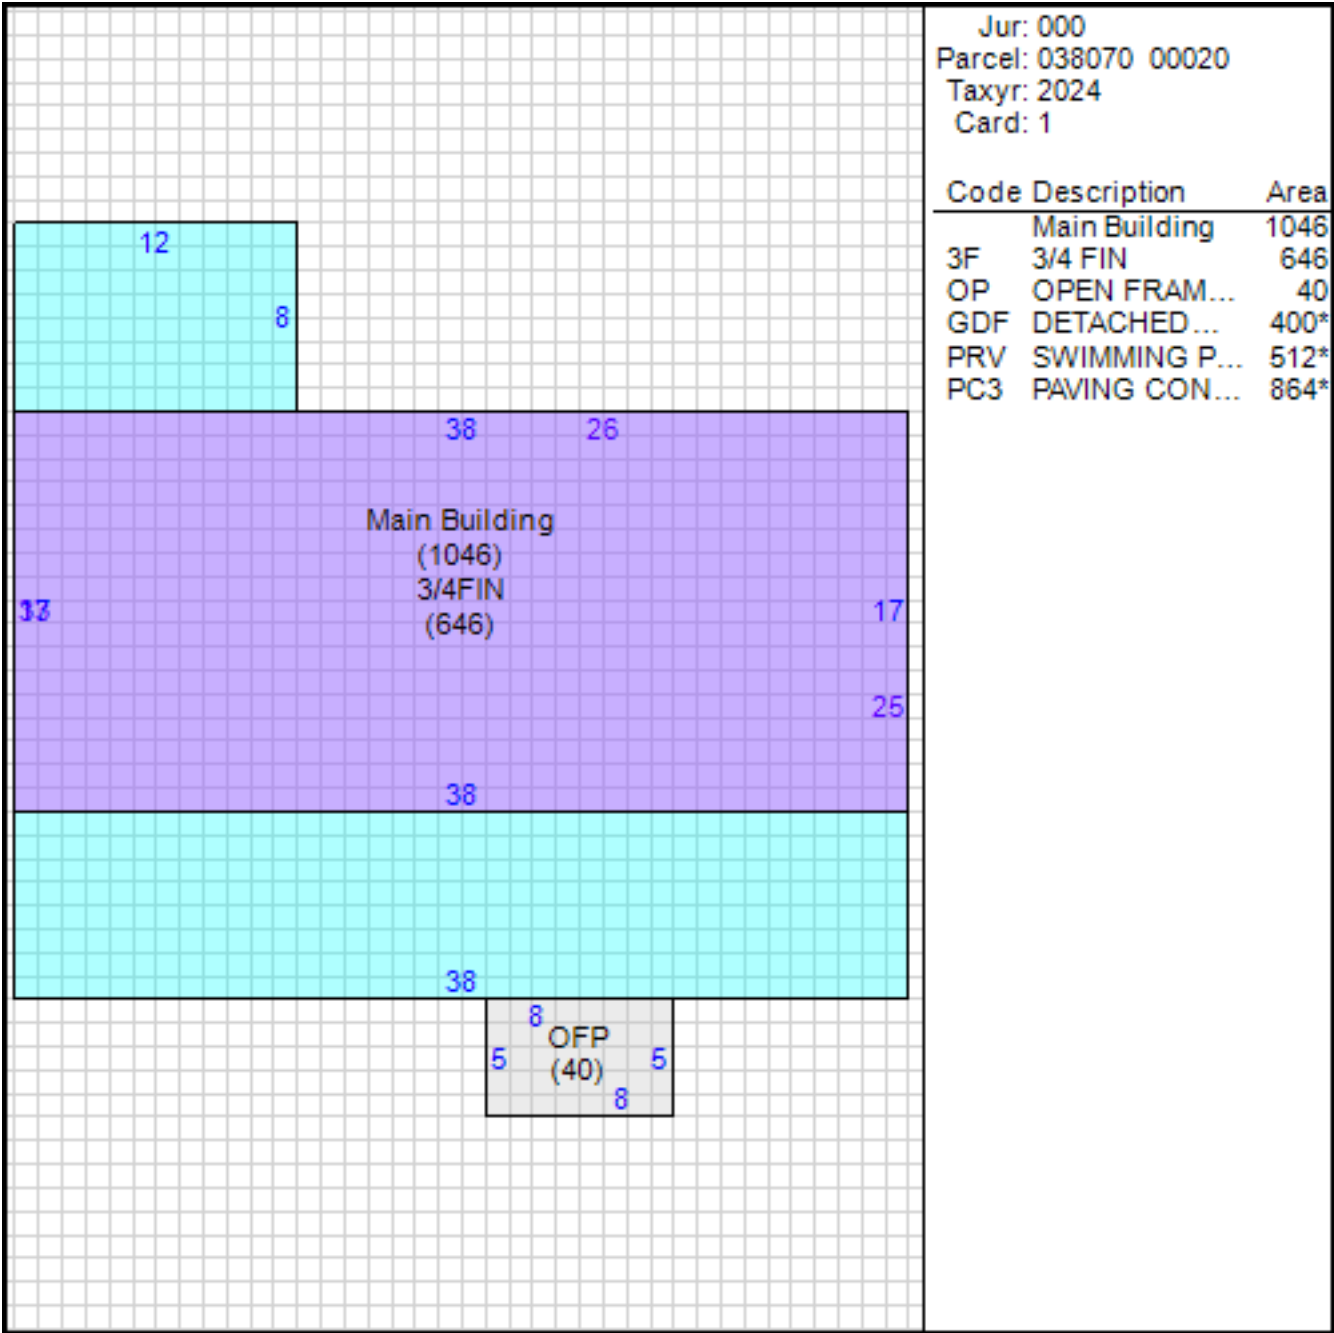 Jur: 000
Parcel: 038070 00020
Taxyr: 2024
Card: 1
Code Description Area
Main Building 1046
3F 3/4 FIN 646
OP OPEN FRAM... 40
GDF DETACHED... 400*
PRV SWIMMING P... 512*
PC3 PAVING CON... 864*
12
8
38 26
Main Building
(1046)
3/4FIN
(646)
17
25
38
38
8
OFP
5 5
(40)
8